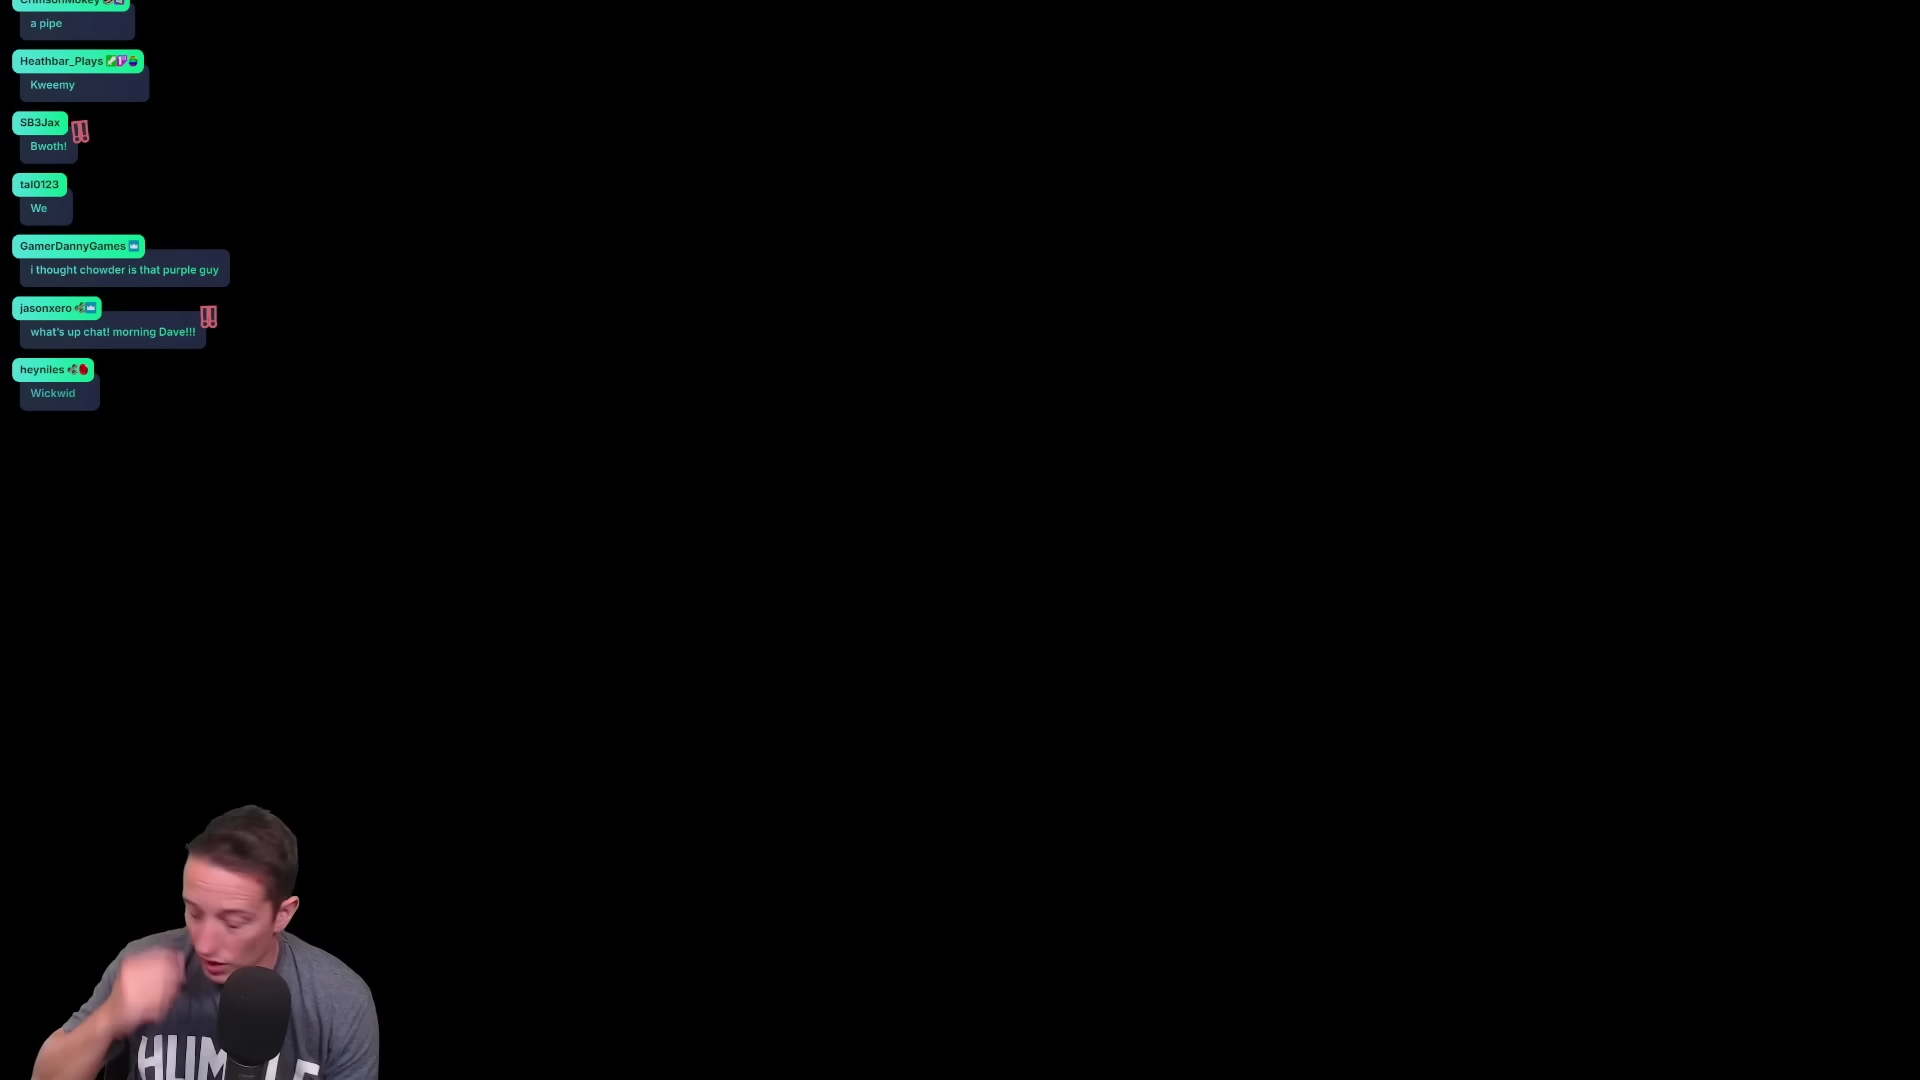 CrimsonMokey
a pipe
Heathbar_Plays
Kweemy
SB3Jax
Bwoth!
tal0123
We
GamerDannyGames
i thought chowder is that purple guy
jasonxero
what's up chat! morning Dave!!!
heyniles
Wickwid